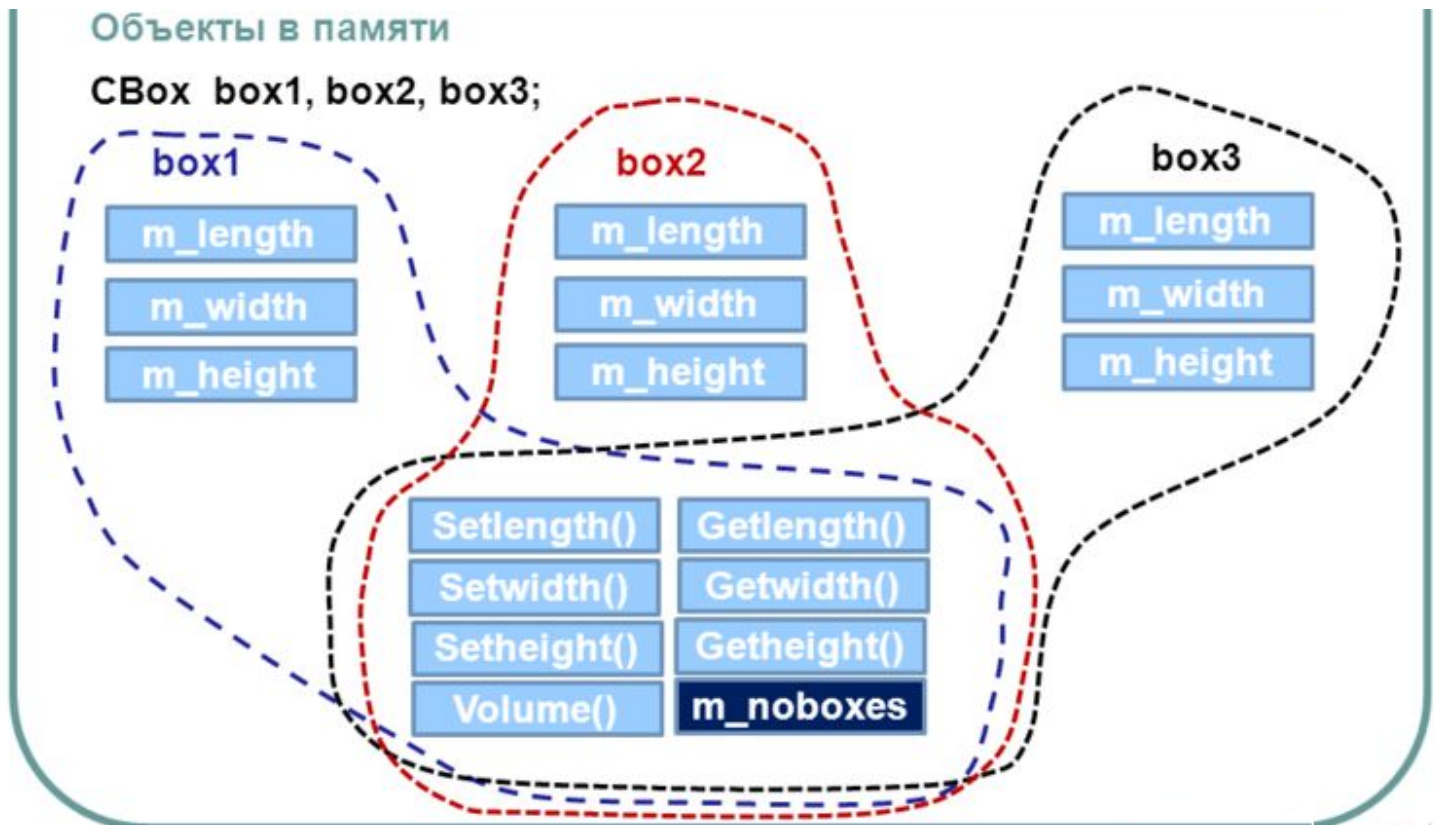 Объекты в памяти
CBox box1, box2, box3;
box1
m_length
m_width
m_height
box2
m_length
m_width
m_height
box3
m_length
m_width
m_height
Setlength() Getlength()
Setwidth() Getwidth()
Setheight() Getheight()
Volume() m_noboxes